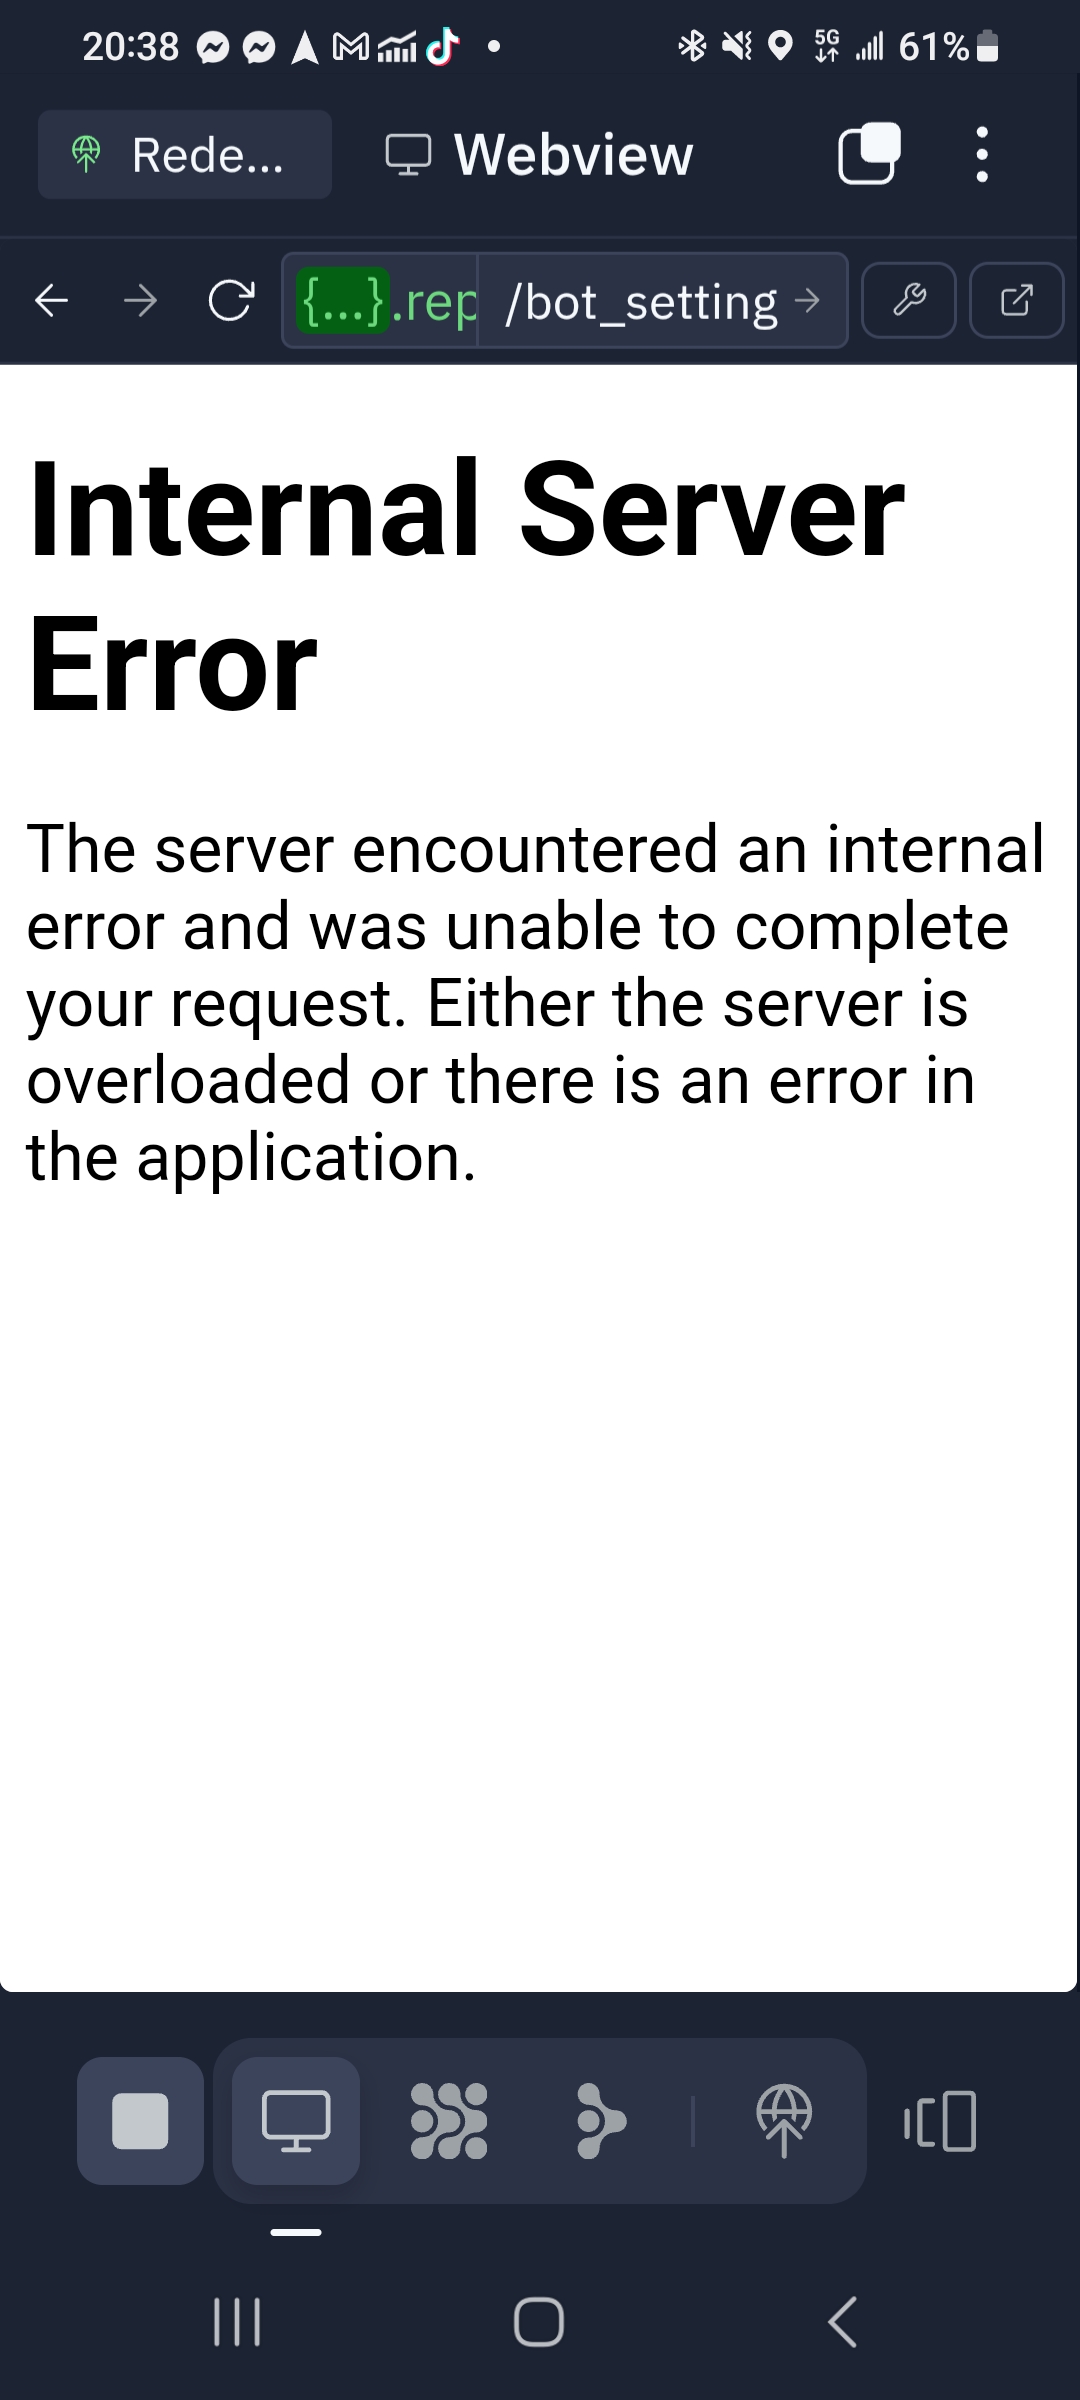 20:38 5G 61%
Rede... Webview
{...}.rep /bot_setting
Internal Server
Error
The server encountered an internal
error and was unable to complete
your request. Either the server is
overloaded or there is an error in
the application.